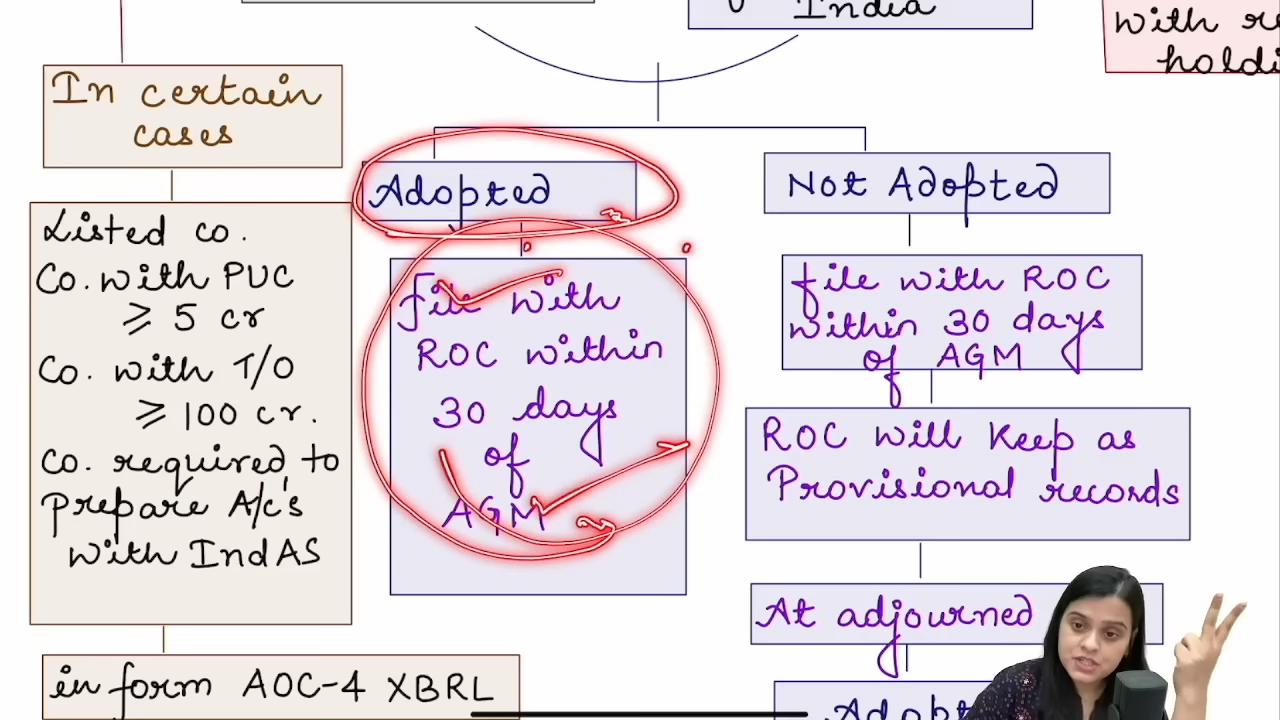 India
with
holdi
In certain
cases
Adopted
Not Adopted
Listed co.
Co. with PUC
⩾ 5 cr
Co. with T/O
⩾ 100 cr.
Co. required to
prepare A/c's
with IndAS
in form AOC-4 XBRL
file with
ROC within
30 days
of
AGM
file with ROC
within 30 days
of AGM
ROC will keep as
Provisional records
At adjourned